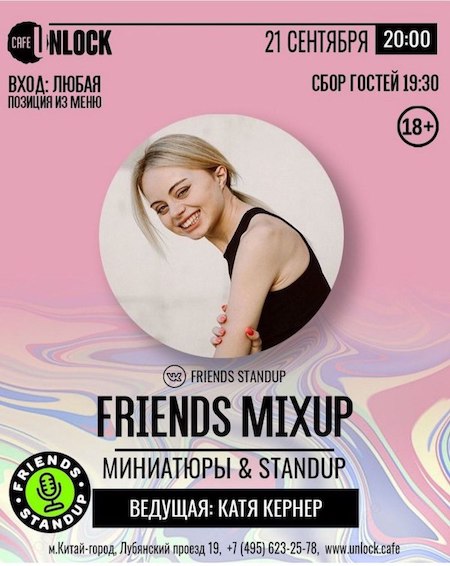 CAFE UNLOCK
21 СЕНТЯБРЯ 20:00
ВХОД: ЛЮБАЯ
ПОЗИЦИЯ ИЗ МЕНЮ
СБОР ГОСТЕЙ 19:30
18+
FRIENDS STANDUP
FRIENDS MIXUP
МИНИАТЮРЫ & STANDUP
FRIENDS
STANDUP
ВЕДУЩАЯ: КАТЯ КЕРНЕР
м.Китай-город, Лубянский проезд 19, +7 (495) 623-25-78, www.unlock.cafe